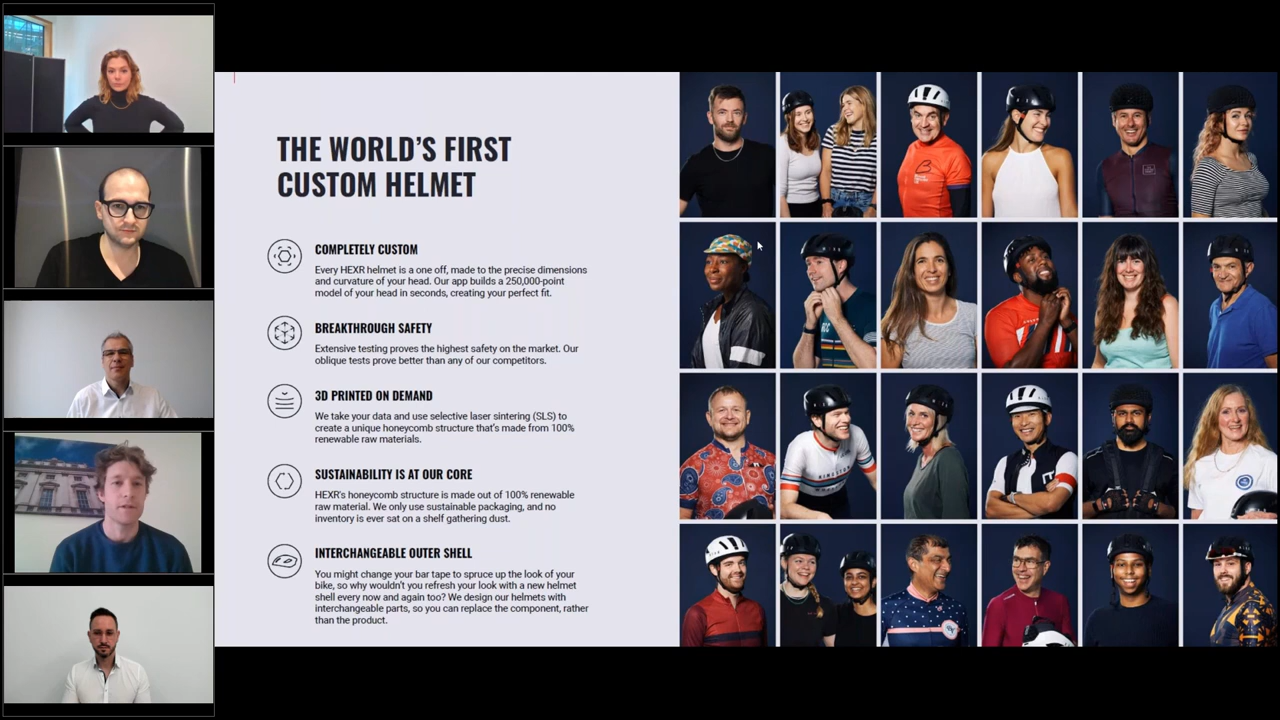 THE WORLD'S FIRST
CUSTOM HELMET
COMPLETELY CUSTOM
Every HEXR helmet is a one off, made to the precise dimensions
and curvature of your head. Our app builds a 250,000-point
model of your head in seconds, creating your perfect fit.
BREAKTHROUGH SAFETY
Extensive testing proves the highest safety on the market. Our
oblique tests prove better than any of our competitors.
3D PRINTED ON DEMAND
We take your data and use selective laser sintering (SLS) to
create a unique honeycomb structure that's made from 100%
renewable raw materials.
SUSTAINABILITY IS AT OUR CORE
HEXR's honeycomb structure is made out of 100% renewable
raw material. We only use sustainable packaging, and no
inventory is ever sat on a shelf gathering dust.
INTERCHANGEABLE OUTER SHELL
You might change your bar tape to spruce up the look of your
bike, so why wouldn't you refresh your look with a new helmet
shell every now and again too? We design our helmets with
interchangeable parts, so you can replace the component, rather
than the product.